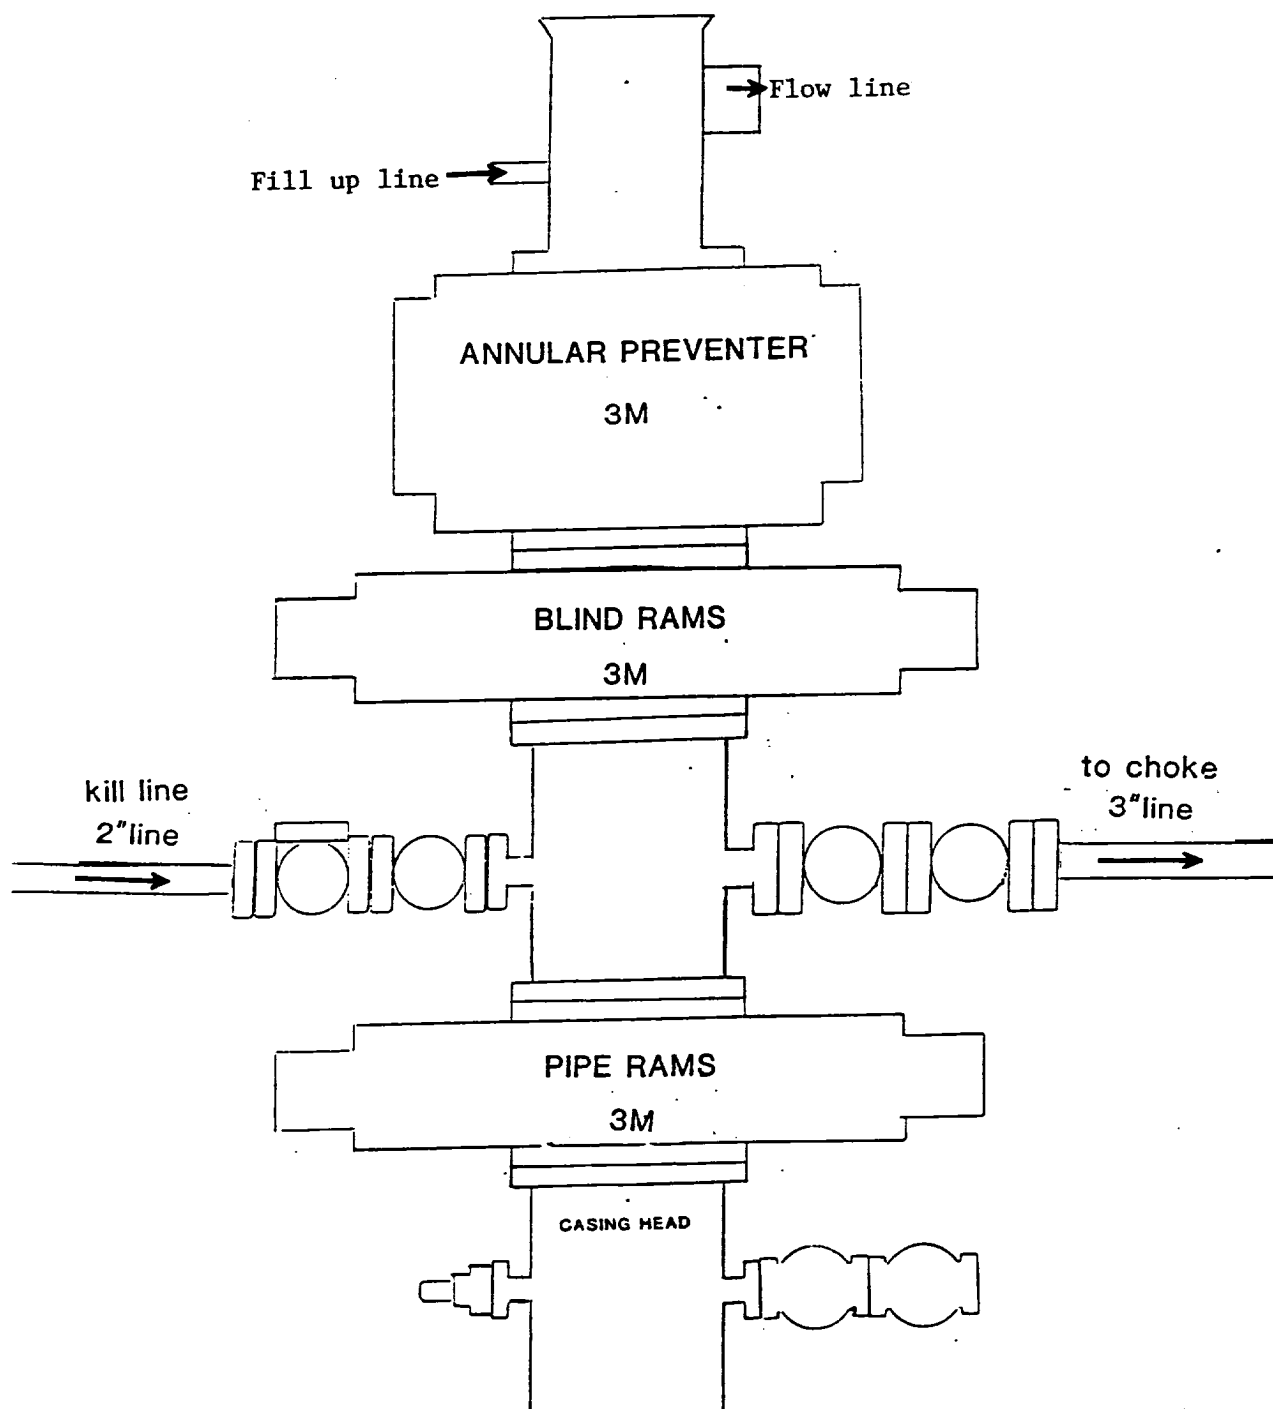 Flow line
Fill up line
ANNULAR PREVENTER
3M
BLIND RAMS
3M
kill line
2" line
to choke
3" line
PIPE RAMS
3M
CASING HEAD